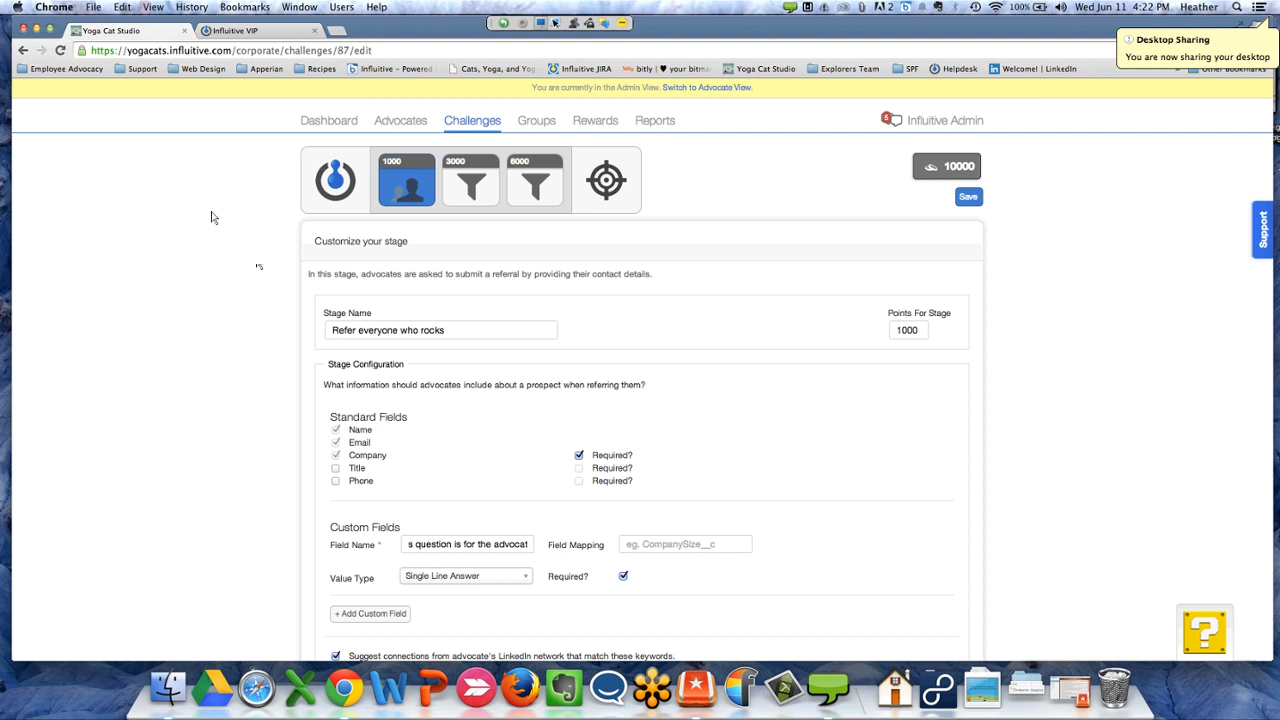 Chrome File Edit View History Bookmarks Window Users Help
2 100% Wed Jun 11 4:22 PM Heather
Yoga Cat Studio
Influitive VIP
Desktop Sharing
You are now sharing your desktop
https://yogacats.influitive.com/corporate/challenges/87/edit
Employee Advocacy Support Web Design Apperian Recipes Influitive – Powered Cats, Yoga, and Yo Influitive JIRA bitly | ♥ your bitmar Yoga Cat Studio Explorers Team SPF Helpdesk Welcome! | LinkedIn Other Bookmarks
You are currently in the Admin View. Switch to Advocate View.
Dashboard Advocates Challenges Groups Rewards Reports
5 Influitive Admin
1000 3000 6000
10000
Save
Support
Customize your stage
In this stage, advocates are asked to submit a referral by providing their contact details.
Stage Name Points For Stage
Refer everyone who rocks 1000
Stage Configuration
What information should advocates include about a prospect when referring them?
Standard Fields
Name
Email
Company Required?
Title Required?
Phone Required?
Custom Fields
Field Name * s question is for the advocat Field Mapping eg. CompanySize__c
Value Type Single Line Answer Required?
+ Add Custom Field
Suggest connections from advocate's LinkedIn network that match these keywords.
?